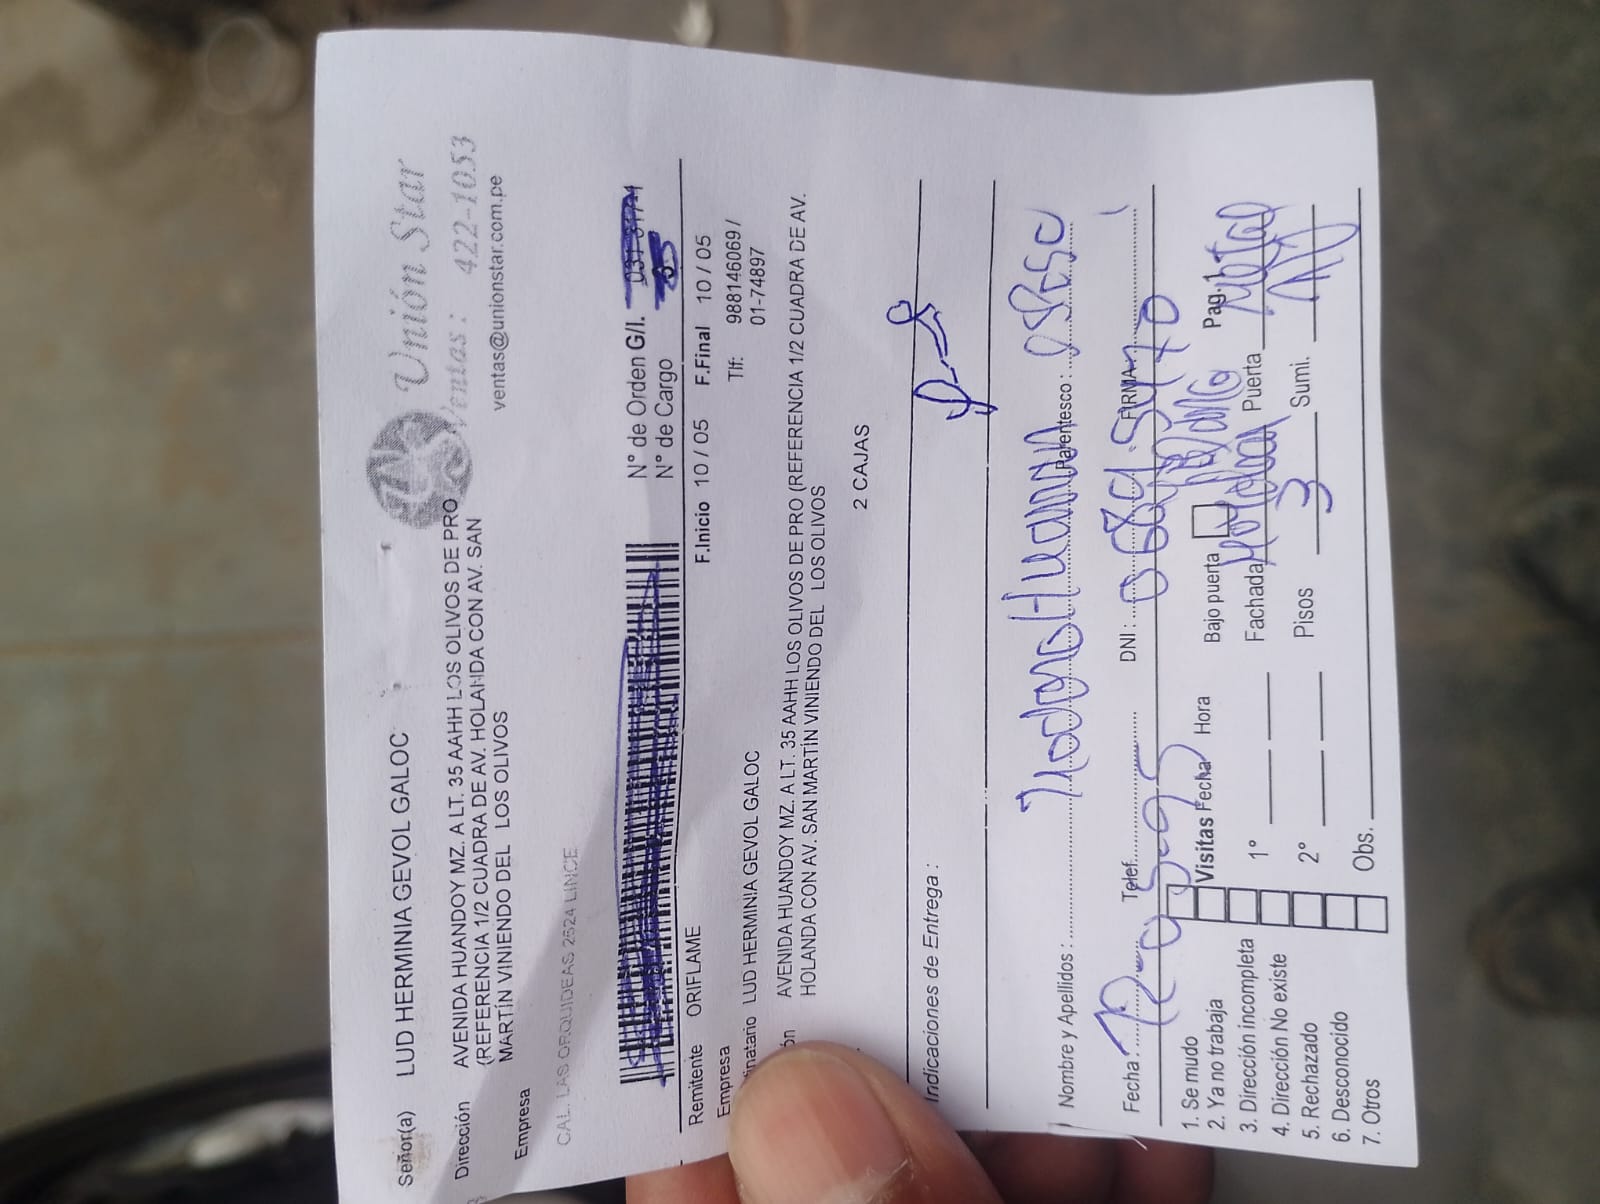 Señor(a) LUD HERMINIA GEVOL GALOC
Unión Star
Ventas : 422-1053
ventas@unionstar.com.pe
Dirección AVENIDA HUANDOY MZ. A LT. 35 AAHH LOS OLIVOS DE PRO
(REFERENCIA 1/2 CUADRA DE AV. HOLANDA CON AV. SAN
MARTÍN VINIENDO DEL LOS OLIVOS
Empresa
CAL. LAS ORQUIDEAS 2624 LINCE
N° de Orden G/I.
N° de Cargo
Remitente ORIFLAME F.Inicio 10 / 05 F.Final 10 / 05
Empresa Tlf: 988146069 /
01-74897
inatario LUD HERMINIA GEVOL GALOC
ón AVENIDA HUANDOY MZ. A LT. 35 AAHH LOS OLIVOS DE PRO (REFERENCIA 1/2 CUADRA DE AV.
HOLANDA CON AV. SAN MARTÍN VINIENDO DEL LOS OLIVOS
2 CAJAS
Indicaciones de Entrega :
Nombre y Apellidos : Parentesco :
Fecha : Telef. DNI : FIRMA
1. Se mudo
2. Ya no trabaja
3. Dirección incompleta
4. Dirección No existe
5. Rechazado
6. Desconocido
7. Otros
Visitas Fecha Hora
1°
2°
Obs.
Bajo puerta Pag. 1
Fachada Puerta Metal
Pisos 3 Sumi.